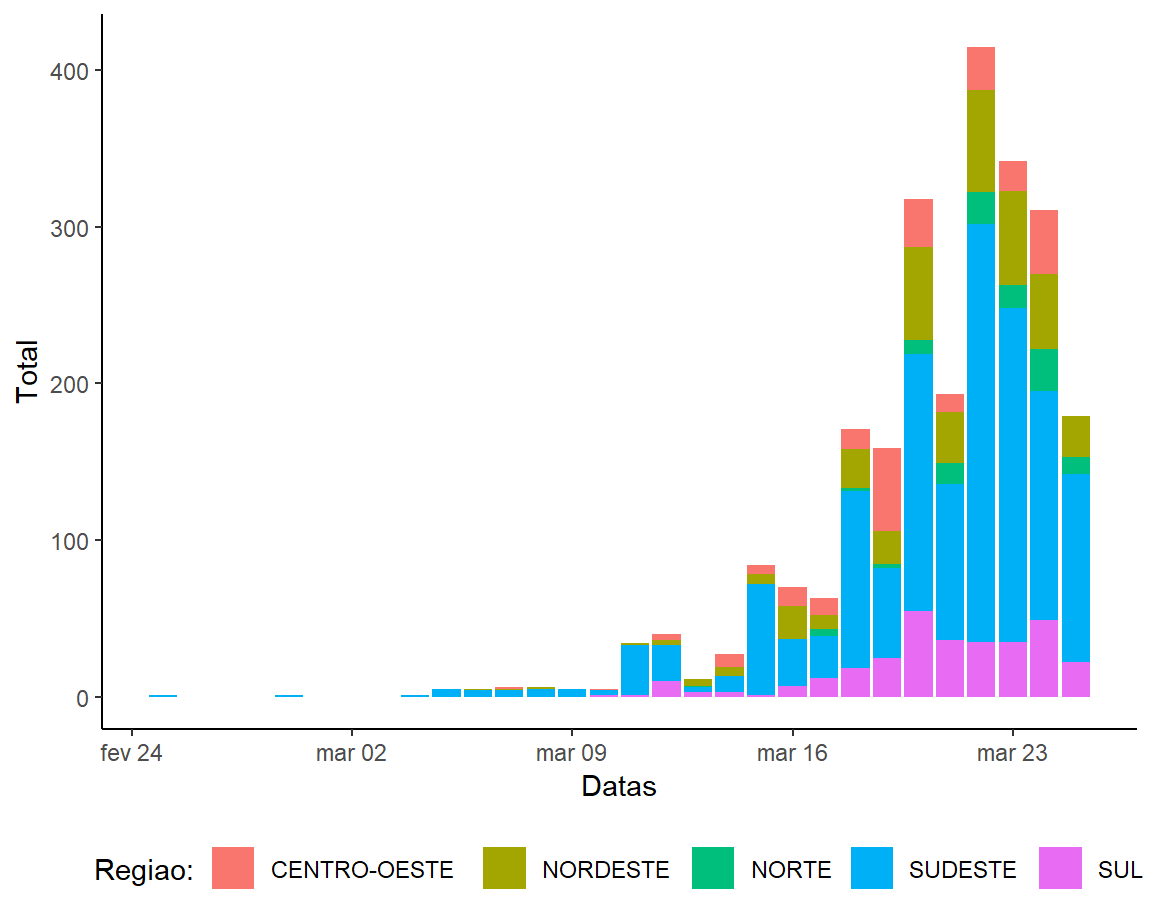 400
300
200
100
0
Total
fev 24 mar 02 mar 09 mar 16 mar 23
Datas
Regiao: CENTRO-OESTE NORDESTE NORTE SUDESTE SUL